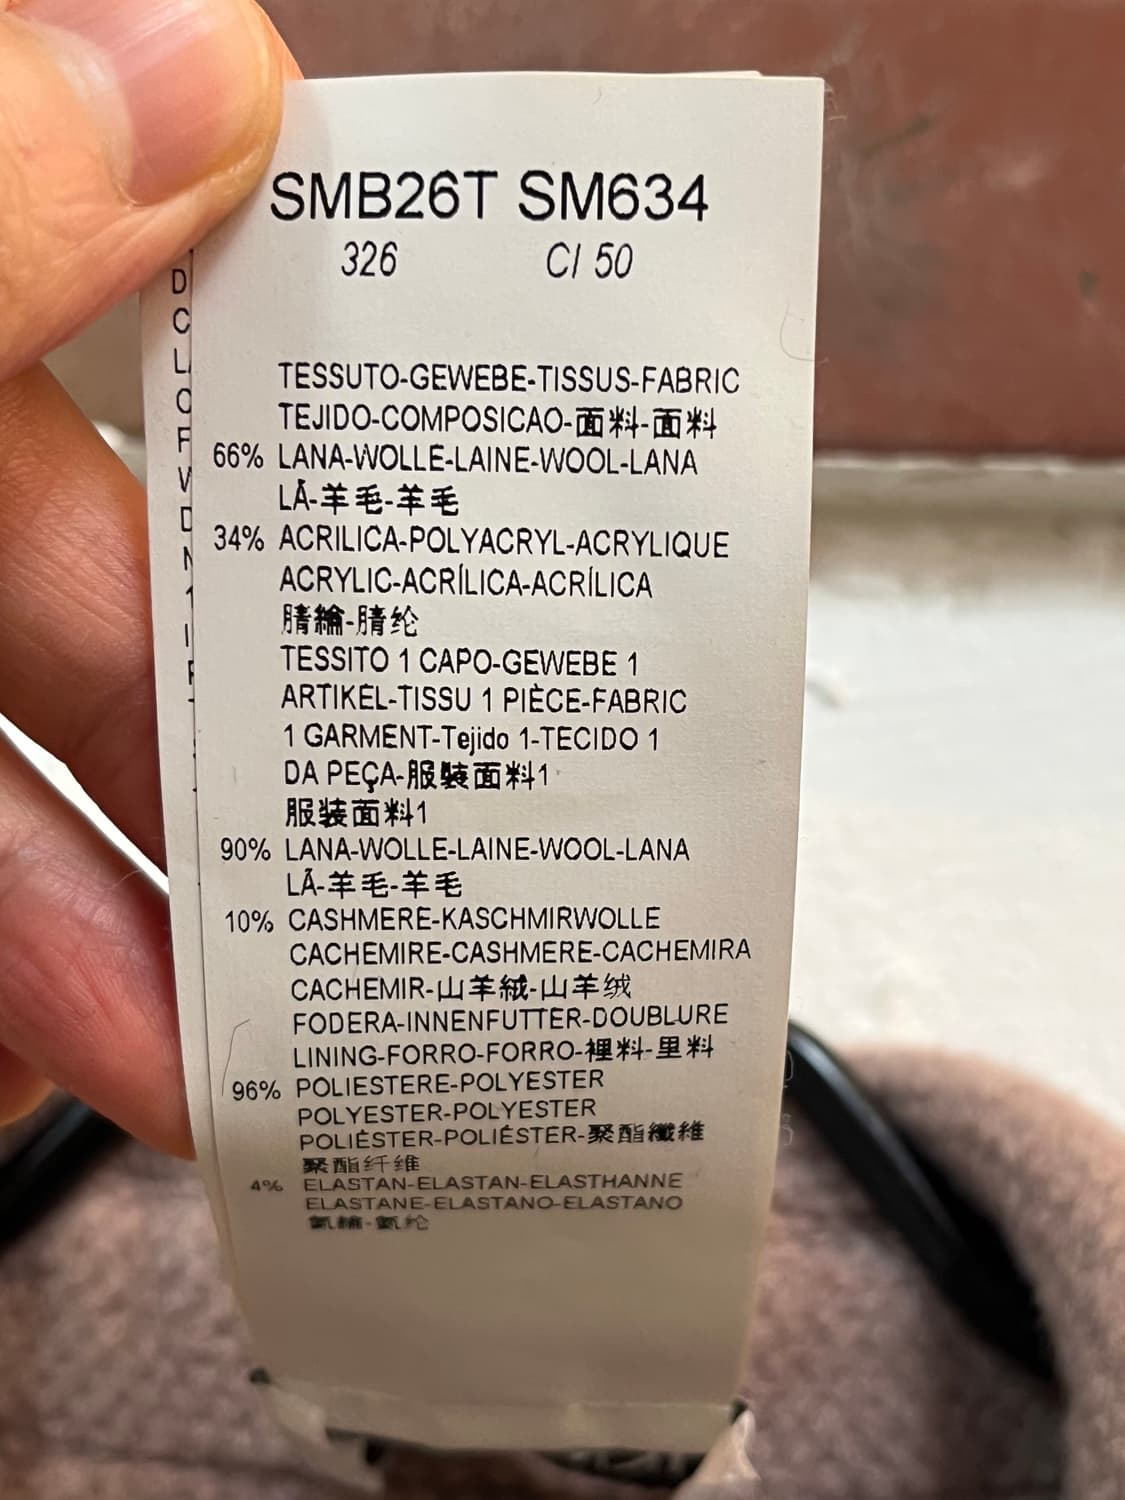 SMB26T SM634
326 CI 50
TESSUTO-GEWEBE-TISSUS-FABRIC
TEJIDO-COMPOSICAO-面料-面料
66% LANA-WOLLE-LAINE-WOOL-LANA
LÃ-羊毛-羊毛
34% ACRILICA-POLYACRYL-ACRYLIQUE
ACRYLIC-ACRÍLICA-ACRÍLICA
腈綸-腈纶
TESSITO 1 CAPO-GEWEBE 1
ARTIKEL-TISSU 1 PIÈCE-FABRIC
1 GARMENT-Tejido 1-TECIDO 1
DA PEÇA-服裝面料1
服装面料1
90% LANA-WOLLE-LAINE-WOOL-LANA
LÃ-羊毛-羊毛
10% CASHMERE-KASCHMIRWOLLE
CACHEMIRE-CASHMERE-CACHEMIRA
CACHEMIR-山羊絨-山羊绒
FODERA-INNENFUTTER-DOUBLURE
LINING-FORRO-FORRO-裡料-里料
96% POLIESTERE-POLYESTER
POLYESTER-POLYESTER
POLIÉSTER-POLIÉSTER-聚酯纖維
聚酯纤维
4% ELASTAN-ELASTAN-ELASTHANNE
ELASTANE-ELASTANO-ELASTANO
氨綸-氨纶